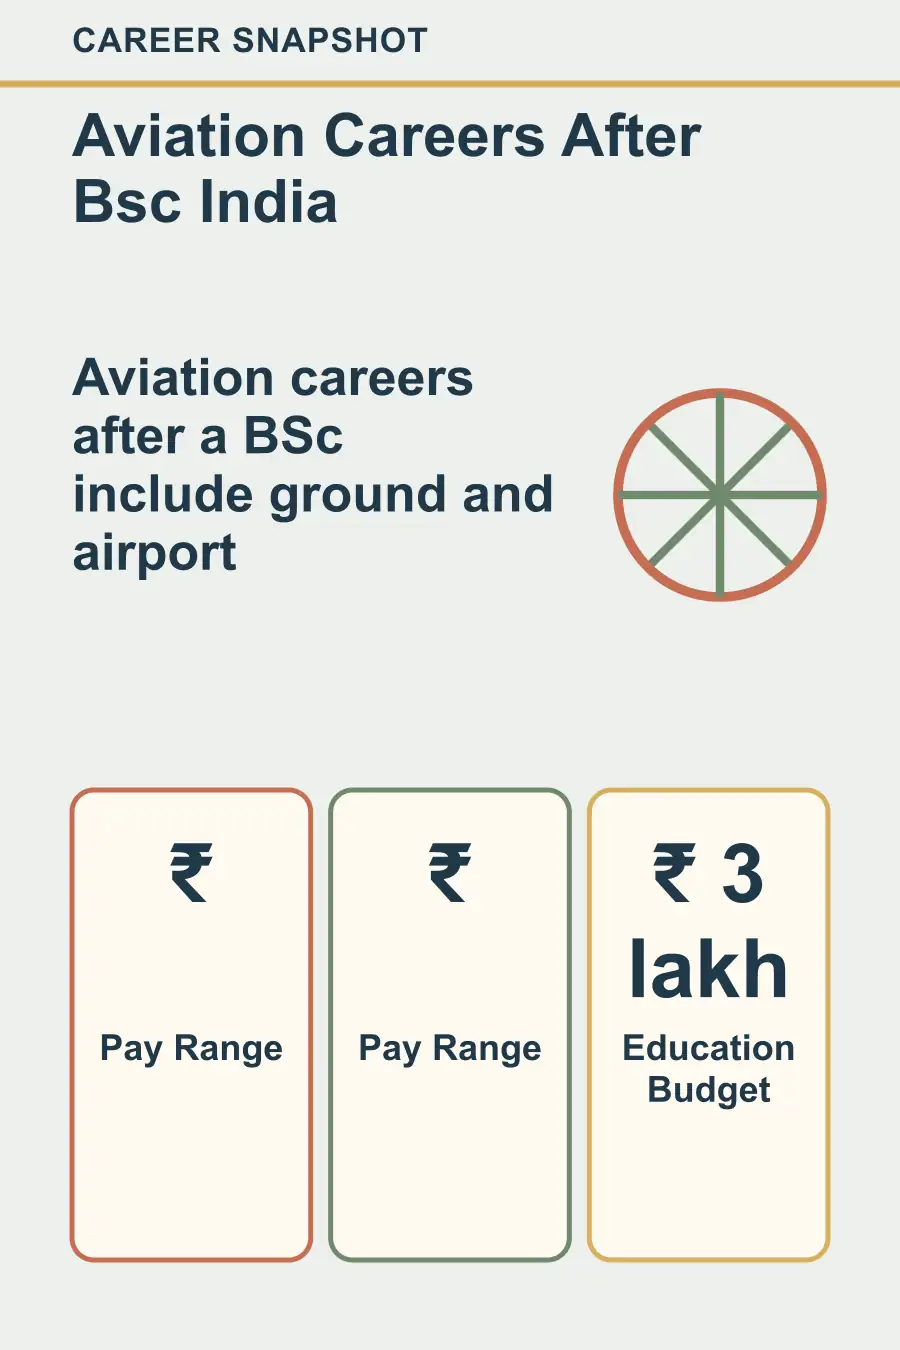 CAREER SNAPSHOT
Aviation Careers After
Bsc India
Aviation careers
after a BSc
include ground and
airport
₹
Pay Range
₹
Pay Range
₹ 3
lakh
Education
Budget